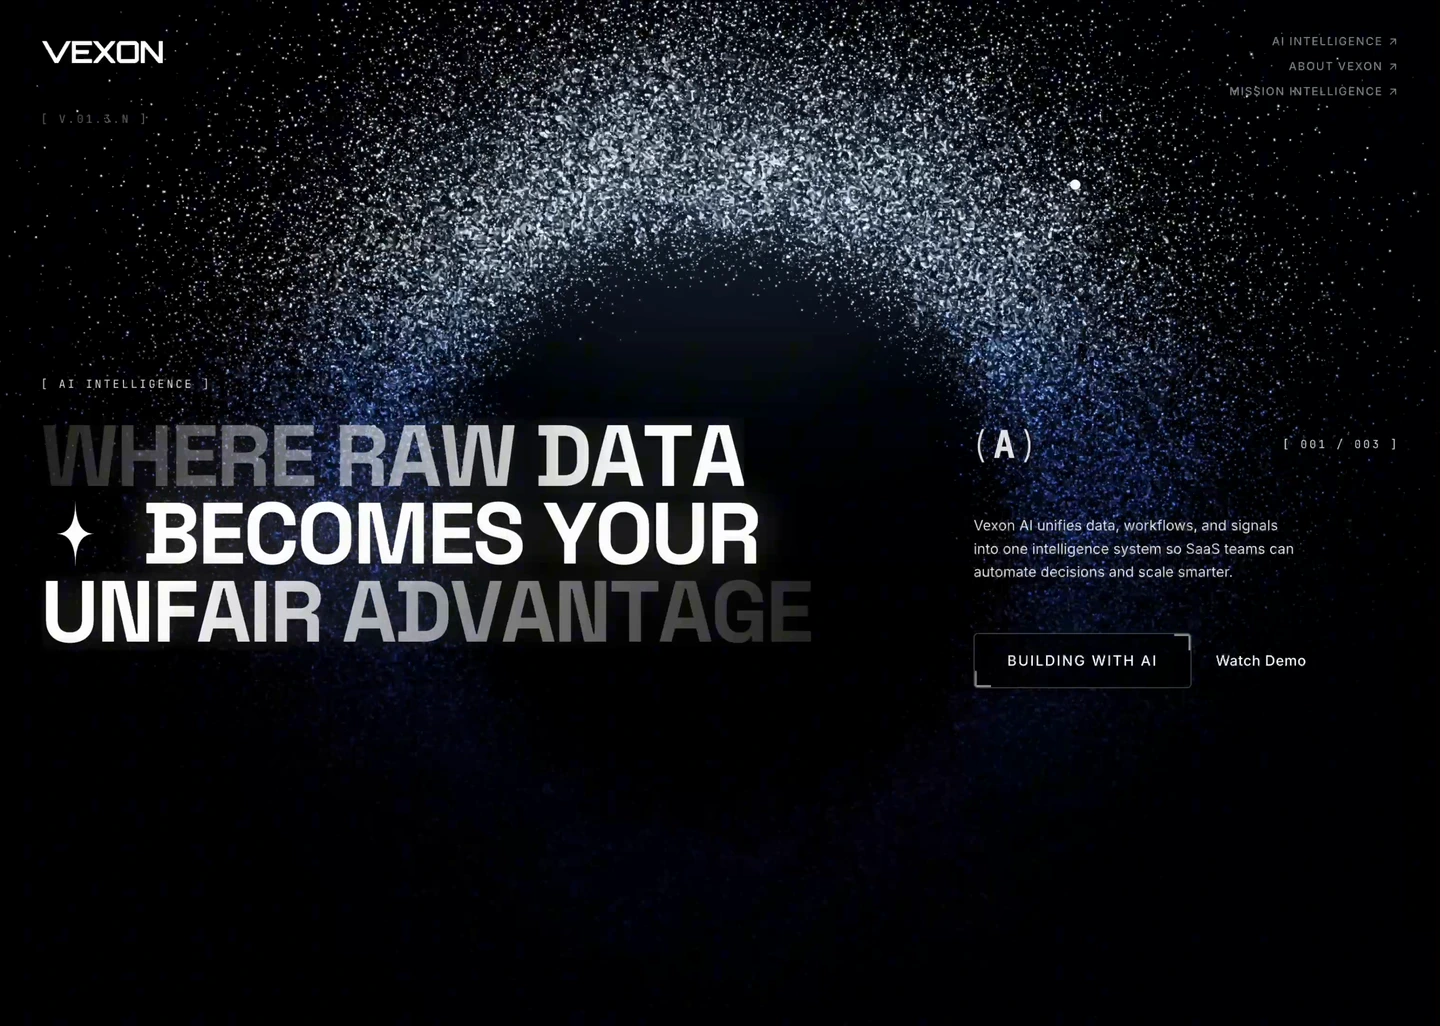 VEXON
AI INTELLIGENCE ↗
ABOUT VEXON ↗
MISSION INTELLIGENCE ↗
[ V.01.3.N ]
[ AI INTELLIGENCE ]
WHERE RAW DATA
BECOMES YOUR
UNFAIR ADVANTAGE
(A)
[ 001 / 003 ]
Vexon AI unifies data, workflows, and signals
into one intelligence system so SaaS teams can
automate decisions and scale smarter.
BUILDING WITH AI
Watch Demo